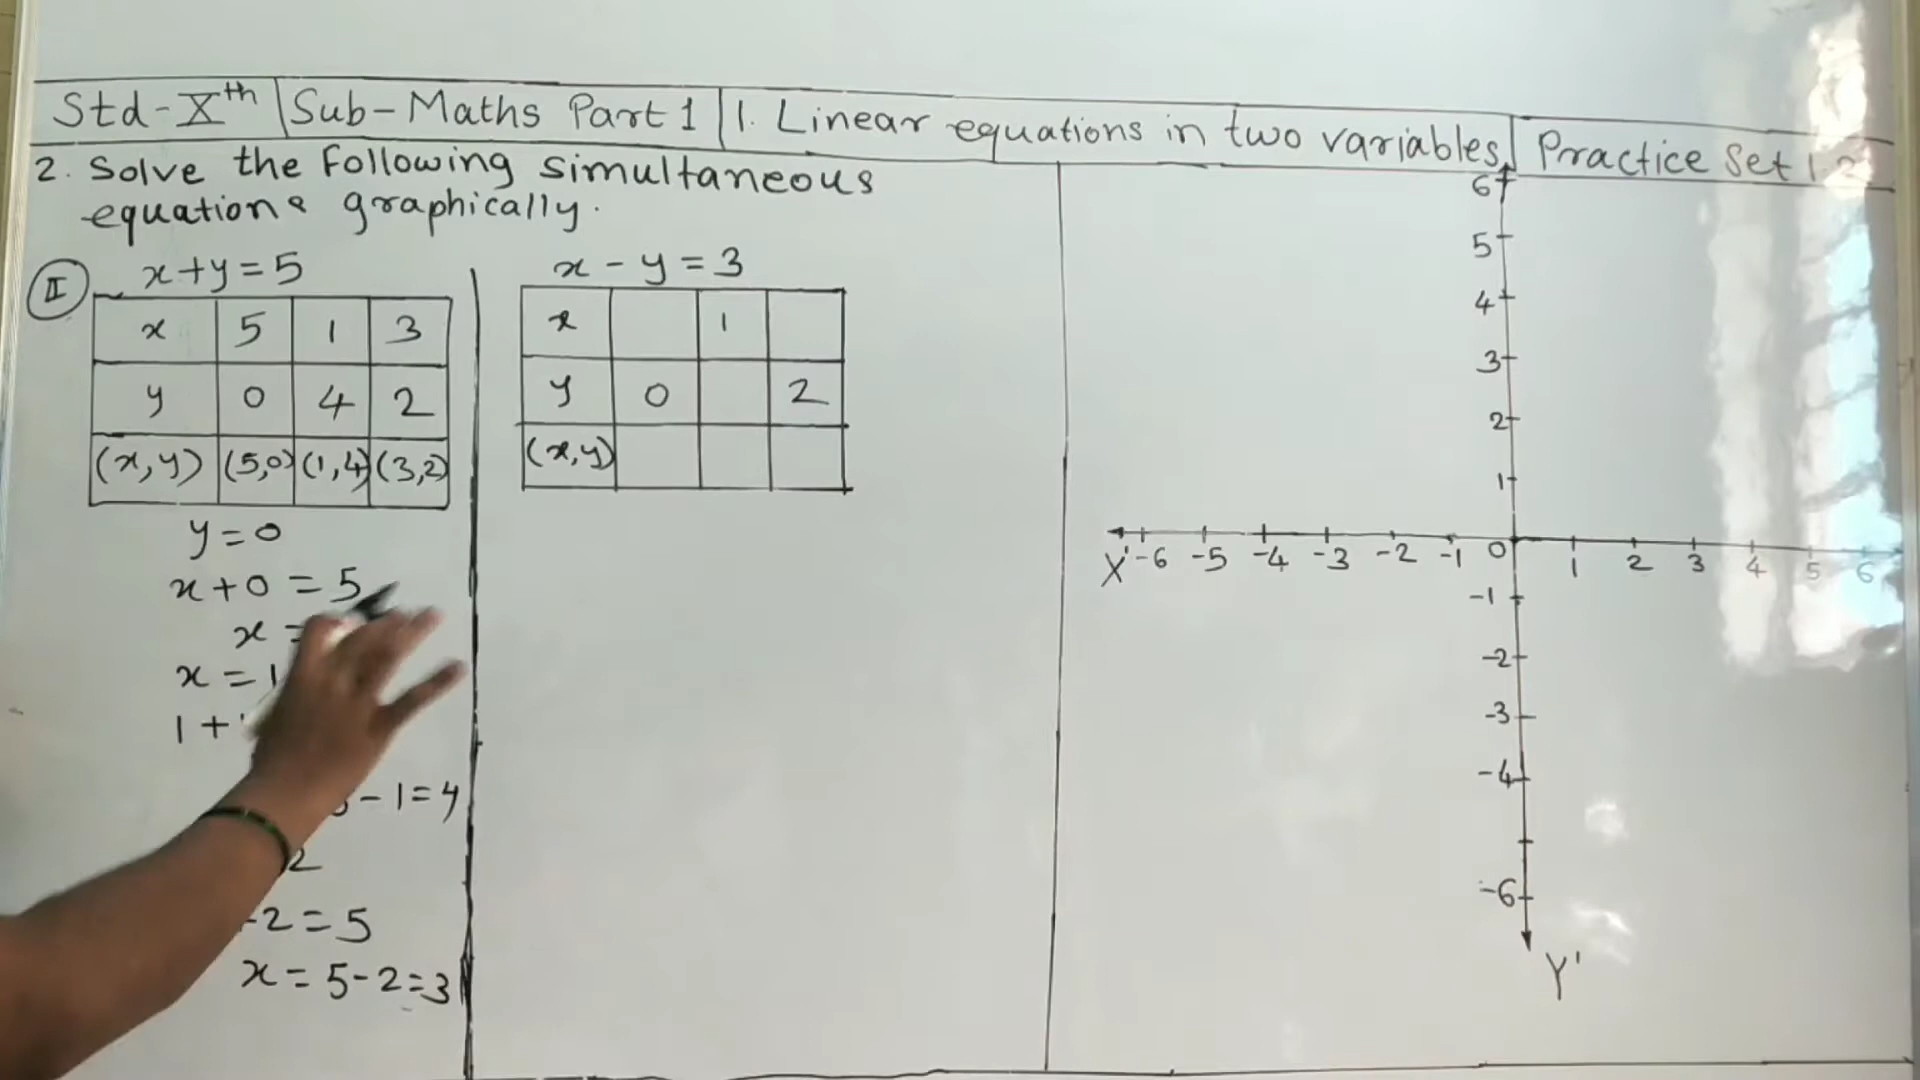 Std-Xth Sub-Maths Part 1 1. Linear equations in two variables Practice Set 1.2
2. Solve the Following simultaneous
equations graphically.
II x+y=5
x 5 1 3
y 0 4 2
(x,y) (5,0) (1,4) (3,2)
y=0
x+0=5
x=
x=1
1+
-1=4
2
-2=5
x=5-2=3
x-y=3
x 1
y 0 2
(x,y)
6
5
4
3
2
1
X' -6 -5 -4 -3 -2 -1 0 1 2 3 4 5 6
-1
-2
-3
-4
-6
Y'